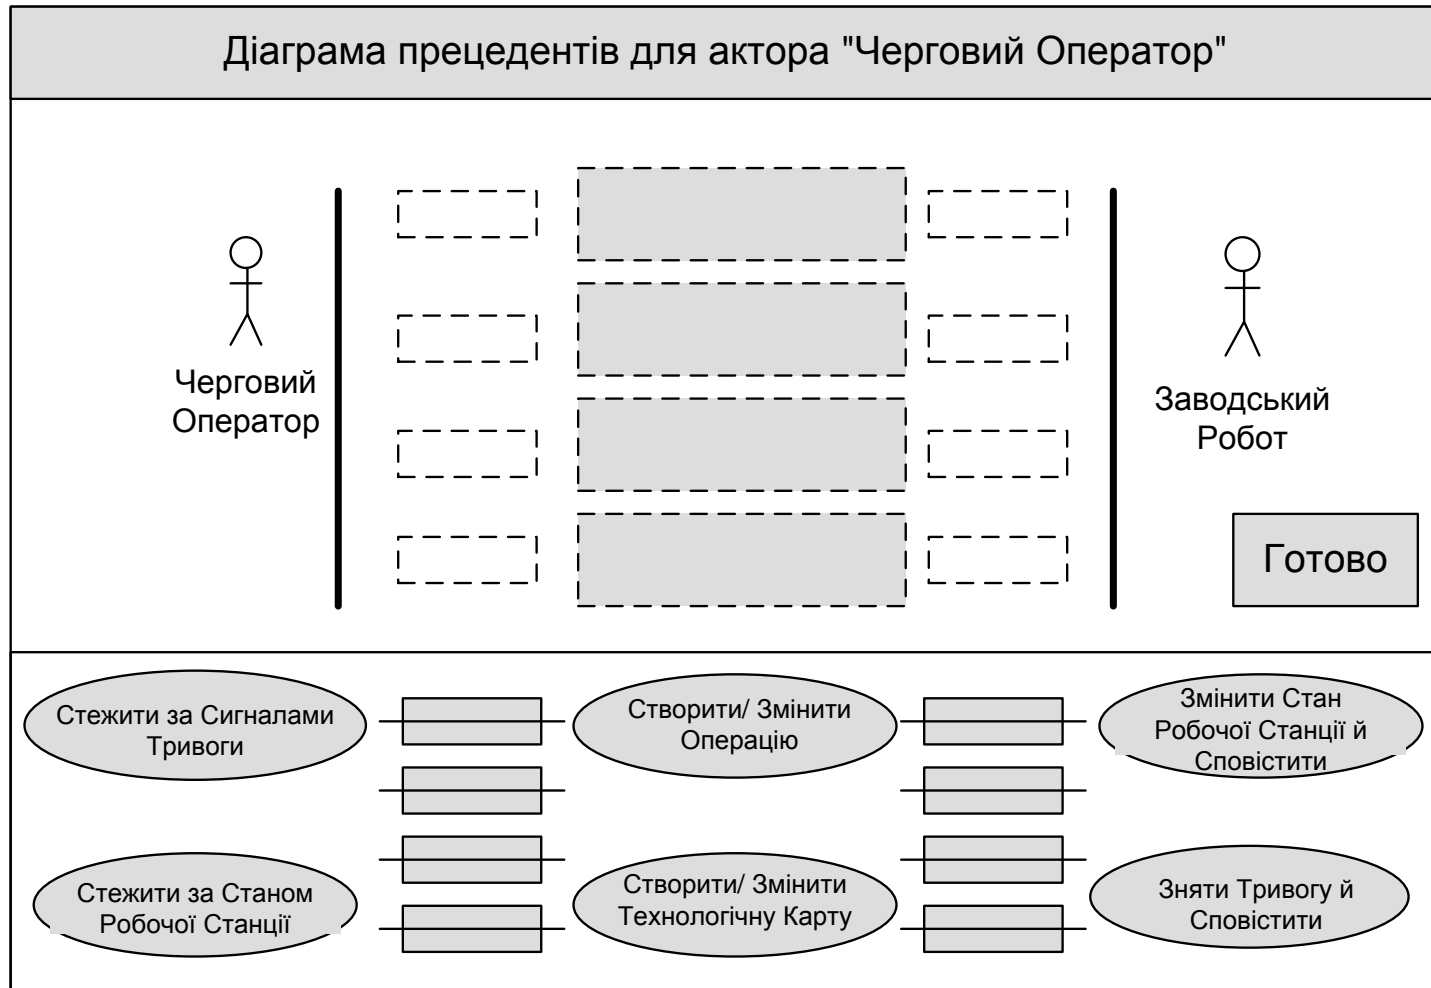 Діаграма прецедентів для актора "Черговий Оператор"
Черговий
Оператор
Заводський
Робот
Готово
Стежити за Сигналами
Тривоги
Створити/ Змінити
Операцію
Змінити Стан
Робочої Станції й
Сповістити
Стежити за Станом
Робочої Станції
Створити/ Змінити
Технологічну Карту
Зняти Тривогу й
Сповістити